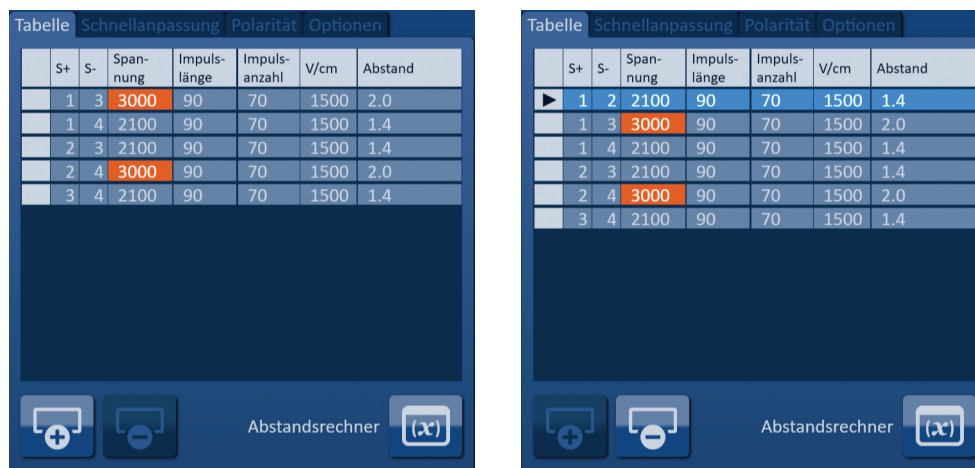 Tabelle Schnellanpassung Polarität Optionen
S+ S- Span- Impuls- Impuls- V/cm Abstand
nung länge anzahl
1 3 3000 90 70 1500 2.0
1 4 2100 90 70 1500 1.4
2 3 2100 90 70 1500 1.4
2 4 3000 90 70 1500 2.0
3 4 2100 90 70 1500 1.4
Abstandsrechner (x)
Tabelle Schnellanpassung Polarität Optionen
S+ S- Span- Impuls- Impuls- V/cm Abstand
nung länge anzahl
1 2 2100 90 70 1500 1.4
1 3 3000 90 70 1500 2.0
1 4 2100 90 70 1500 1.4
2 3 2100 90 70 1500 1.4
2 4 3000 90 70 1500 2.0
3 4 2100 90 70 1500 1.4
Abstandsrechner (x)